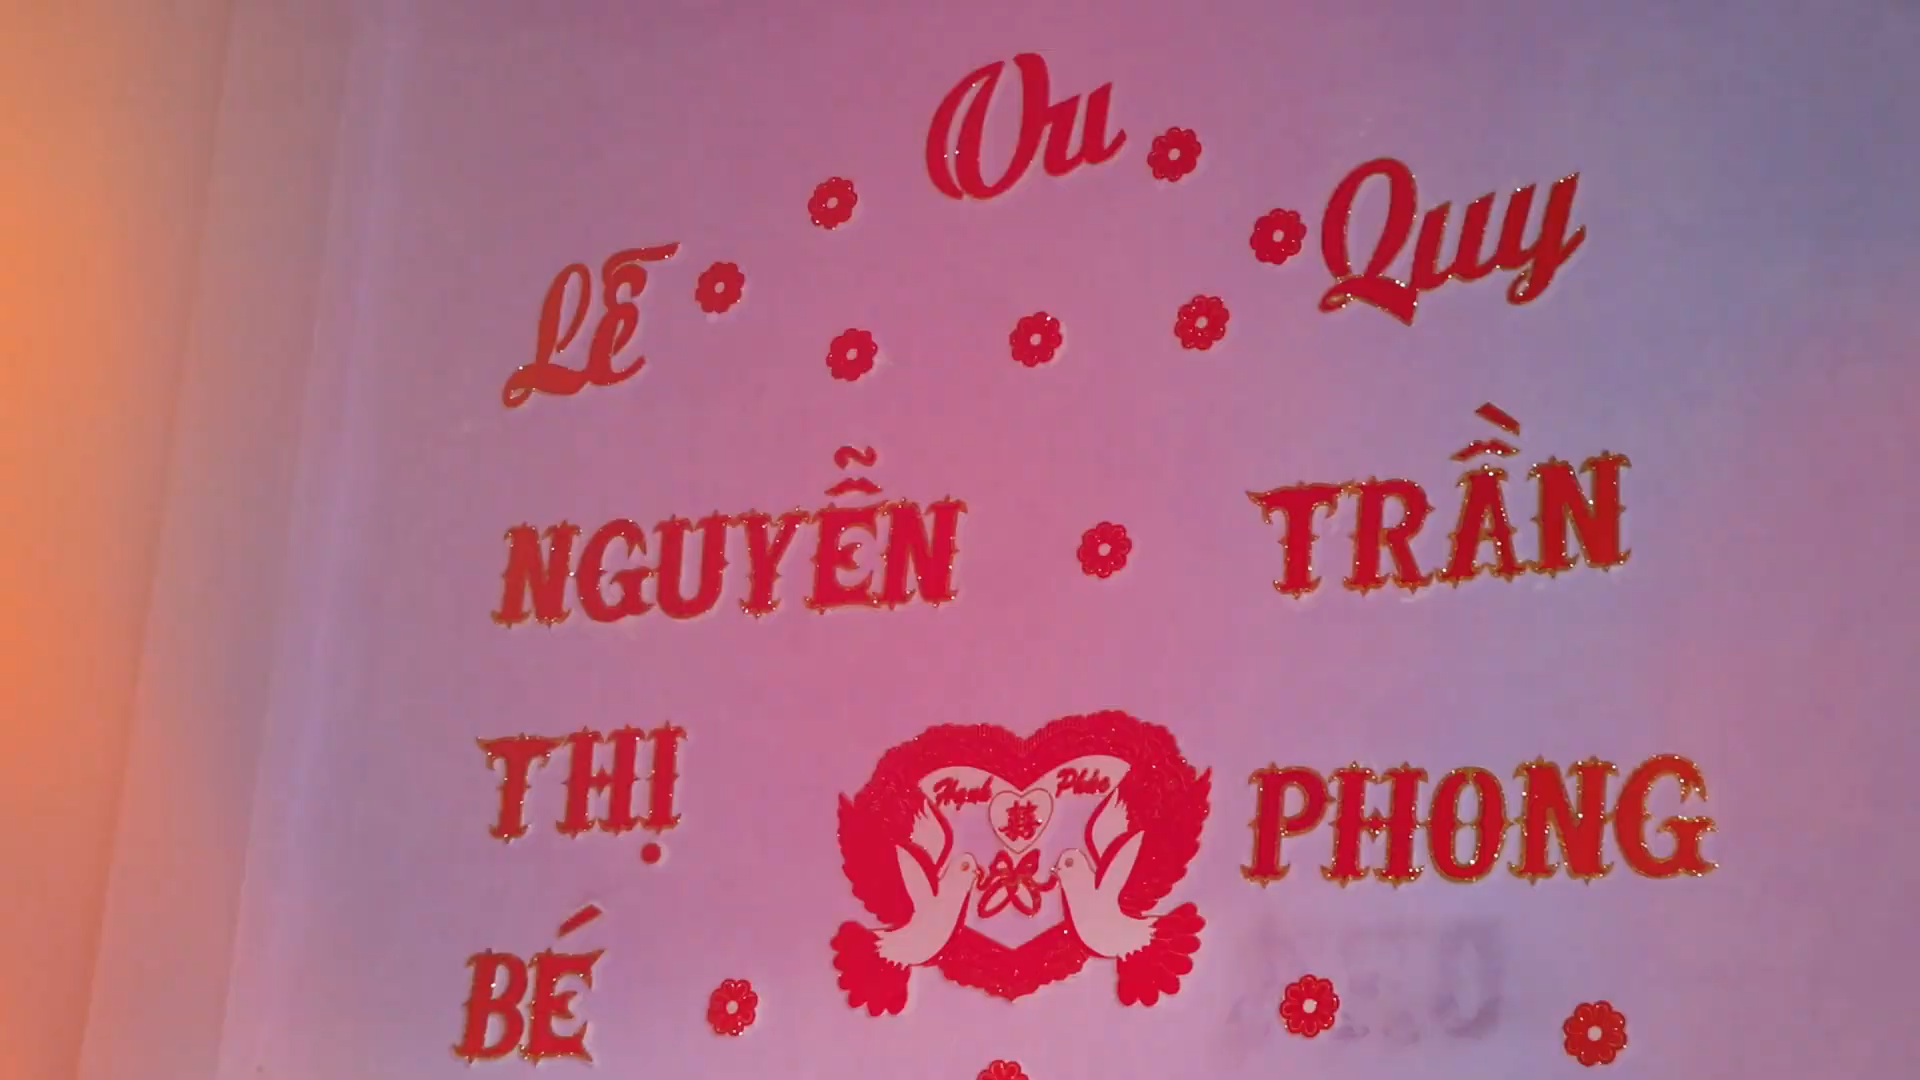 Lễ Vu Quy
NGUYỄN TRẦN
THỊ PHONG
BÉ
Hạnh Phúc
囍